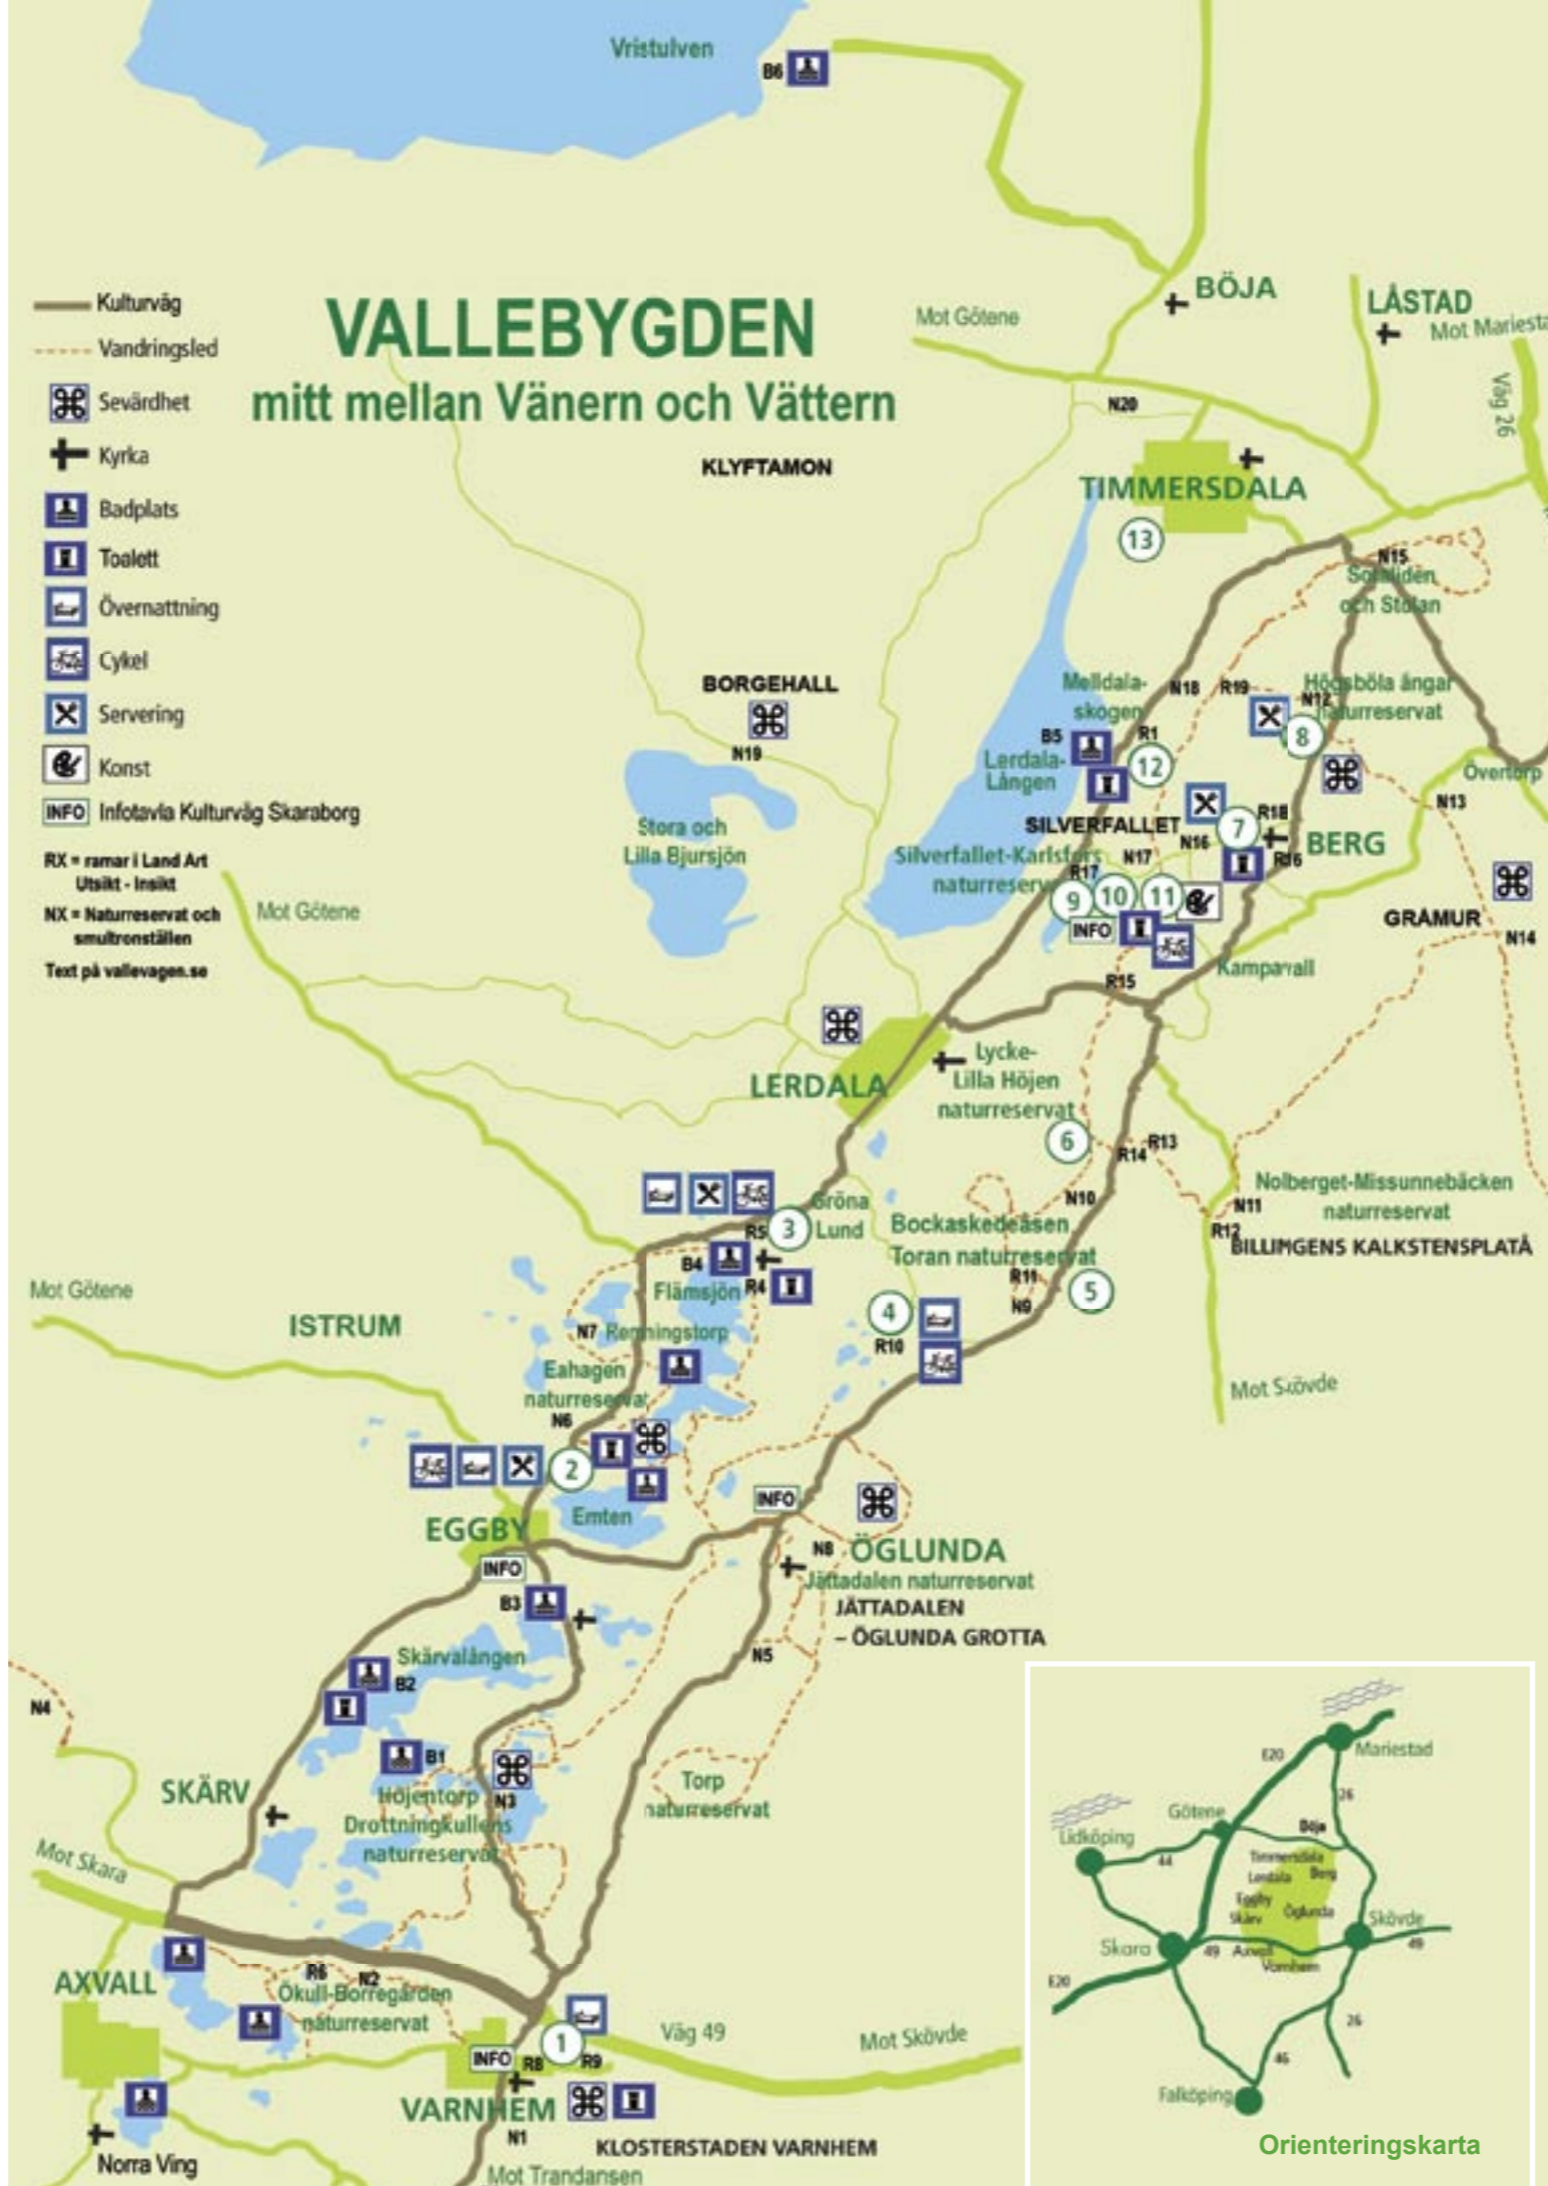 Vristulven
B6
BÖJA
LÅSTAD
Mot Götene
Väg 26
Kulturväg
Vandringsled
Sevärdhet
Kyrka
Badplats
Toalett
Övernattning
Cykel
Servering
Konst
INFO Infotavla Kulturväg Skaraborg
RX = ramar i Land Art
Utsikt - Insikt
NX = Naturreservat och
smultronställen
Text på vallevagen.se
VALLEBYGDEN
mitt mellan Vänern och Vättern
KLYFTAMON
N20
TIMMERSDALA
13
N15
och Stolan
BORGEHALL
N19
Stora och
Lilla Bjursjön
Melldala-
skogen
N18
R19
Högsböla ängar
N12
naturreservat
8
B5
R1
12
Lerdala-
Lången
Övertorp
N13
SILVERFALLET
N16
7
R18
BERG
R16
Silverfallet-Karlsfors
naturreservat
N17
R17
9
10
11
INFO
GRÅMUR
N14
Kamparvall
R15
Mot Götene
LERDALA
Lycke-
Lilla Höjen
naturreservat
6
R14
R13
N10
Nolberget-Missunnebäcken
naturreservat
N11
R12
BILLINGENS KALKSTENSPLATÅ
Gröna
Lund
3
R5
B4
R4
Flämsjön
Bockaskedeåsen
Toran naturreservat
R11
N9
5
4
R10
Mot Skövde
Mot Götene
ISTRUM
N7
Remningstorp
Eahagen
naturreservat
N6
2
Emten
EGGBY
INFO
INFO
B3
N8
ÖGLUNDA
Jättadalen naturreservat
JÄTTADALEN
– ÖGLUNDA GROTTA
N5
Skärvalången
B2
N4
B1
SKÄRV
Höjentorp
Drottningkullens
naturreservat
N3
Torp
naturreservat
Mot Skara
AXVALL
R6
N2
Ökull-Borregården
naturreservat
1
INFO
R8
R9
Väg 49
Mot Skövde
VARNHEM
N1
KLOSTERSTADEN VARNHEM
Norra Ving
Mot Trandansen
Mariestad
E20
26
Götene
Böja
Lidköping
44
Timmersdala
Lerdala
Berg
Eggby
Skärv
Öglunda
Skövde
Skara
49
Axvall
Varnhem
49
E20
26
46
Falköping
Orienteringskarta